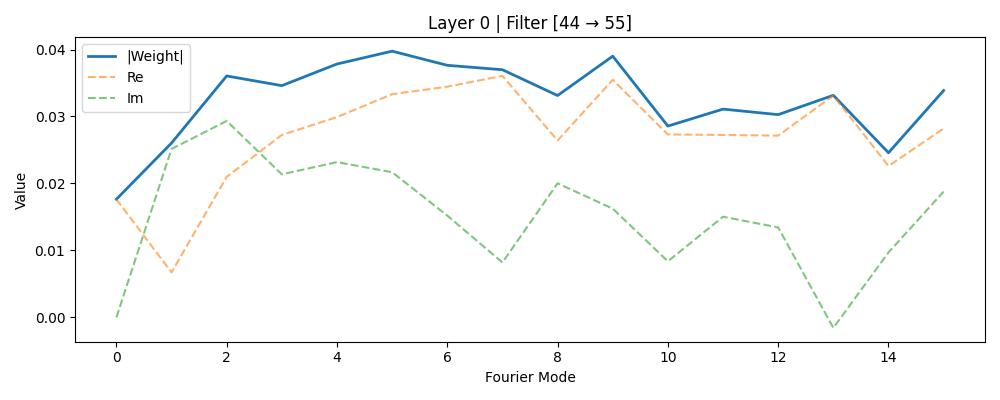 Layer 0 | Filter [44 → 55]
|Weight|
Re
Im
Value
0.04
0.03
0.02
0.01
0.00
0 2 4 6 8 10 12 14
Fourier Mode